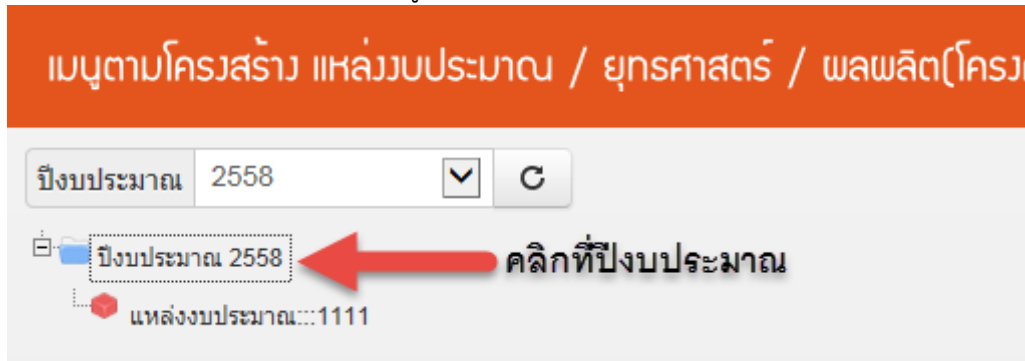 เมนูตามโครงสร้าง แหล่งงบประมาณ / ยุทธศาสตร์ / ผลผลิต(โครง
ปีงบประมาณ 2558
ปีงบประมาณ 2558 คลิกที่ปีงบประมาณ
แหล่งงบประมาณ:::1111